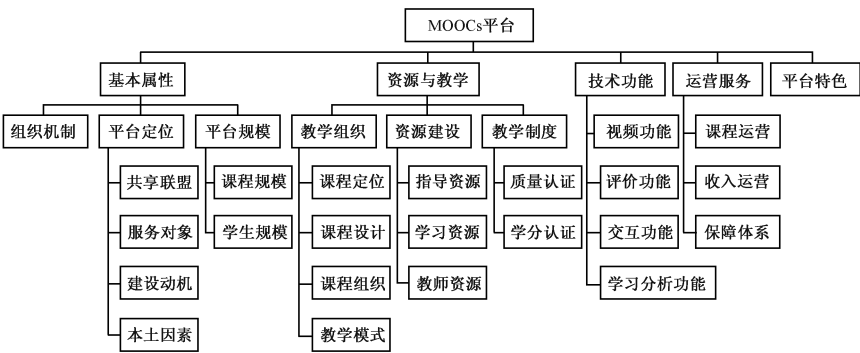 MOOCs平台
基本属性
资源与教学
技术功能
运营服务
平台特色
组织机制
平台定位
平台规模
教学组织
资源建设
教学制度
视频功能
课程运营
共享联盟
课程规模
课程定位
指导资源
质量认证
评价功能
收入运营
服务对象
学生规模
课程设计
学习资源
学分认证
交互功能
保障体系
建设动机
课程组织
教师资源
学习分析功能
本土因素
教学模式